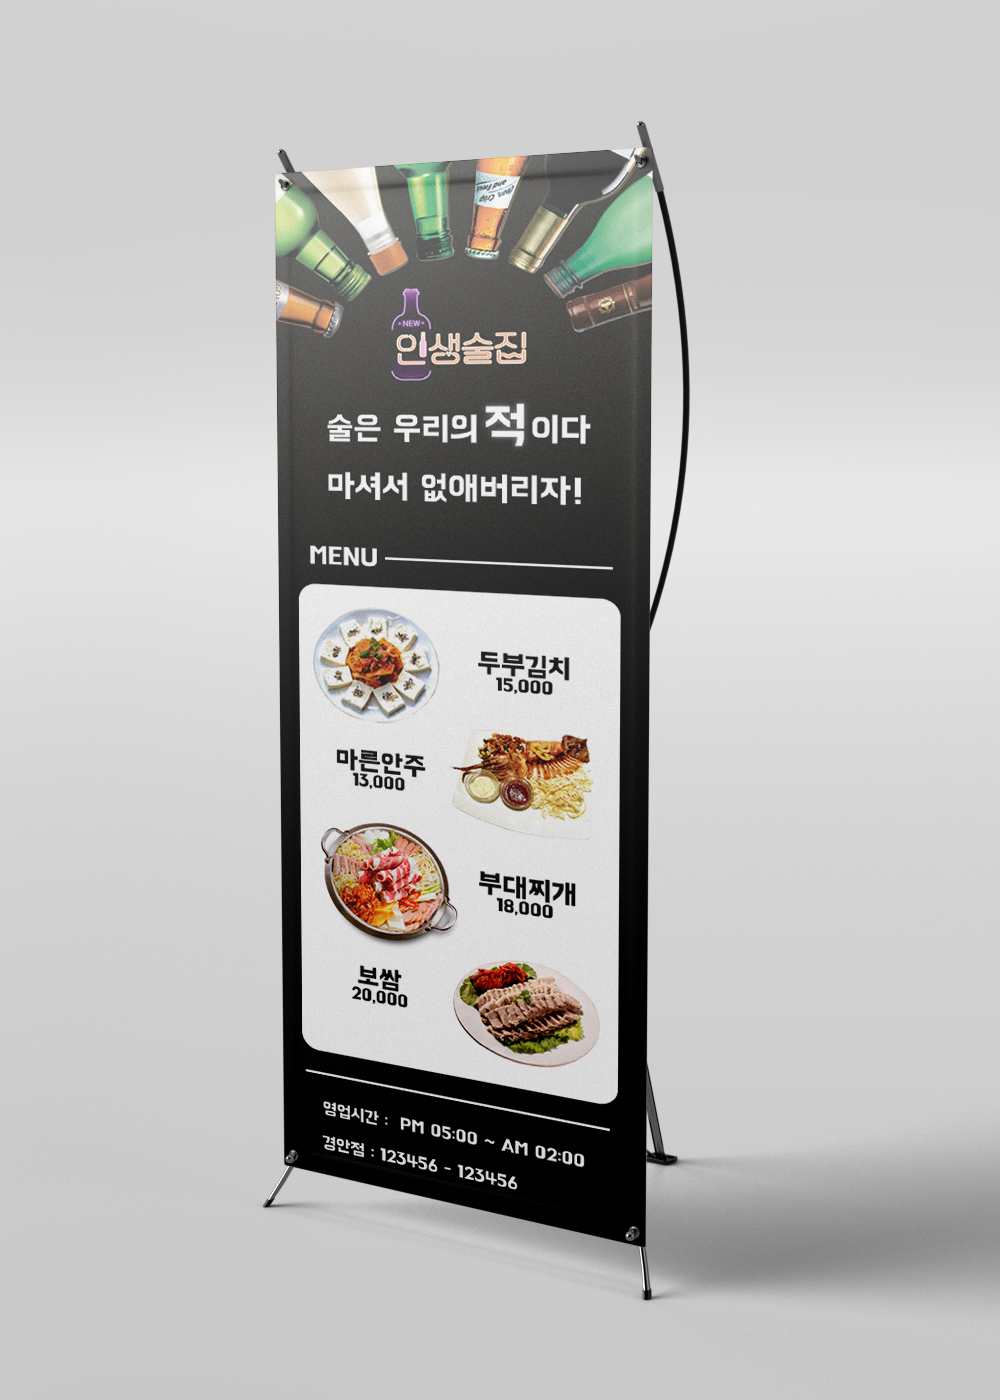 NEW
인생술집
술은 우리의 적이다
마셔서 없애버리자!
MENU
두부김치
15,000
마른안주
13,000
부대찌개
18,000
보쌈
20,000
영업시간 : PM 05:00 ~ AM 02:00
경안점 : 123456 - 123456